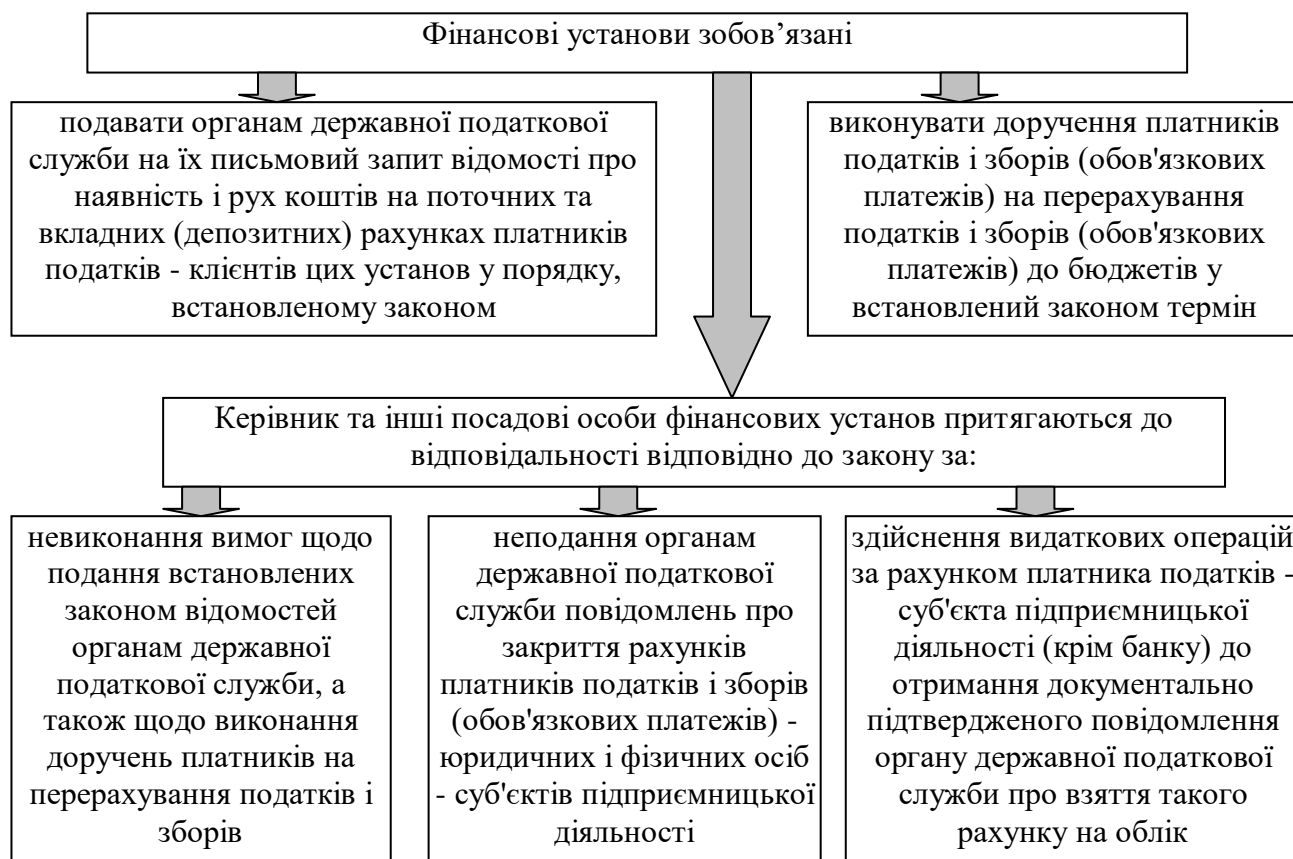 Фінансові установи зобов’язані
подавати органам державної податкової
служби на їх письмовий запит відомості про
наявність і рух коштів на поточних та
вкладних (депозитних) рахунках платників
податків - клієнтів цих установ у порядку,
встановленому законом
виконувати доручення платників
податків і зборів (обов'язкових
платежів) на перерахування
податків і зборів (обов'язкових
платежів) до бюджетів у
встановлений законом термін
Керівник та інші посадові особи фінансових установ притягаються до
відповідальності відповідно до закону за:
невиконання вимог щодо
подання встановлених
законом відомостей
органам державної
податкової служби, а
також щодо виконання
доручень платників на
перерахування податків і
зборів
неподання органам
державної податкової
служби повідомлень про
закриття рахунків
платників податків і зборів
(обов'язкових платежів) -
юридичних і фізичних осіб
- суб'єктів підприємницької
діяльності
здійснення видаткових операцій
за рахунком платника податків -
суб'єкта підприємницької
діяльності (крім банку) до
отримання документально
підтвердженого повідомлення
органу державної податкової
служби про взяття такого
рахунку на облік